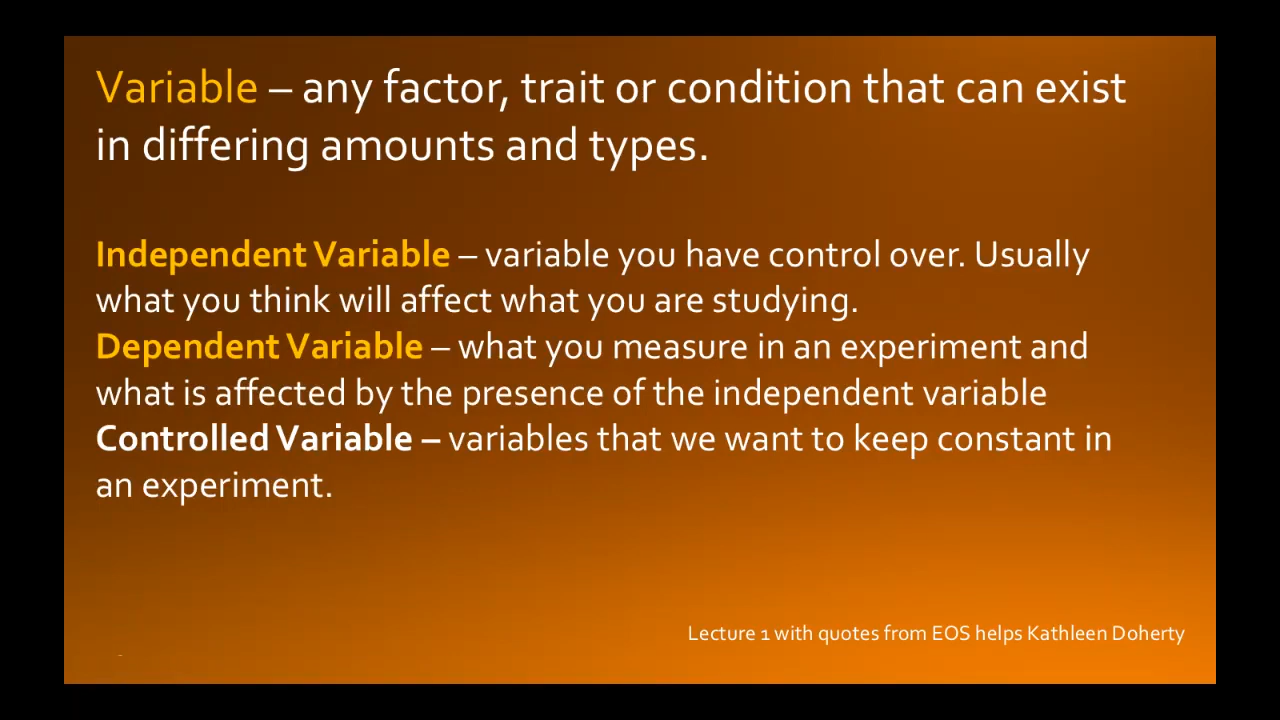 Variable – any factor, trait or condition that can exist
in differing amounts and types.
Independent Variable – variable you have control over. Usually
what you think will affect what you are studying.
Dependent Variable – what you measure in an experiment and
what is affected by the presence of the independent variable
Controlled Variable – variables that we want to keep constant in
an experiment.
Lecture 1 with quotes from EOS helps Kathleen Doherty